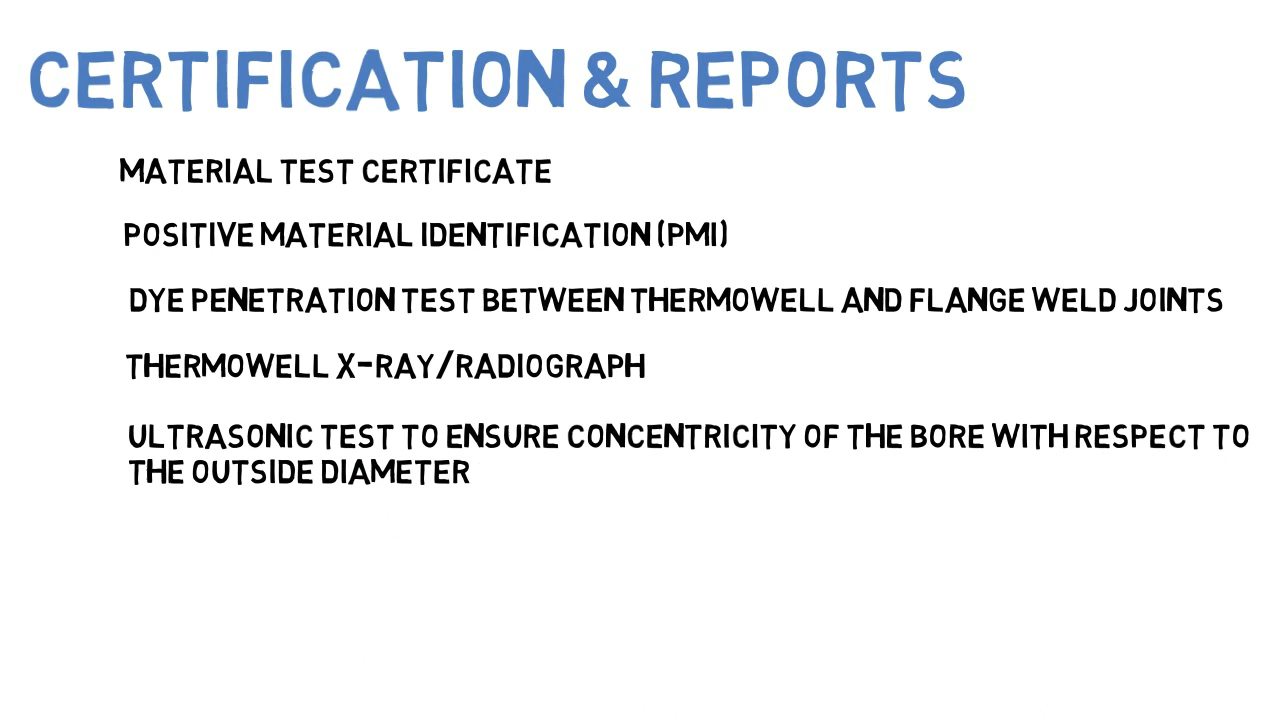 CERTIFICATION & REPORTS
MATERIAL TEST CERTIFICATE
POSITIVE MATERIAL IDENTIFICATION (PMI)
DYE PENETRATION TEST BETWEEN THERMOWELL AND FLANGE WELD JOINTS
THERMOWELL X-RAY/RADIOGRAPH
ULTRASONIC TEST TO ENSURE CONCENTRICITY OF THE BORE WITH RESPECT TO
THE OUTSIDE DIAMETER